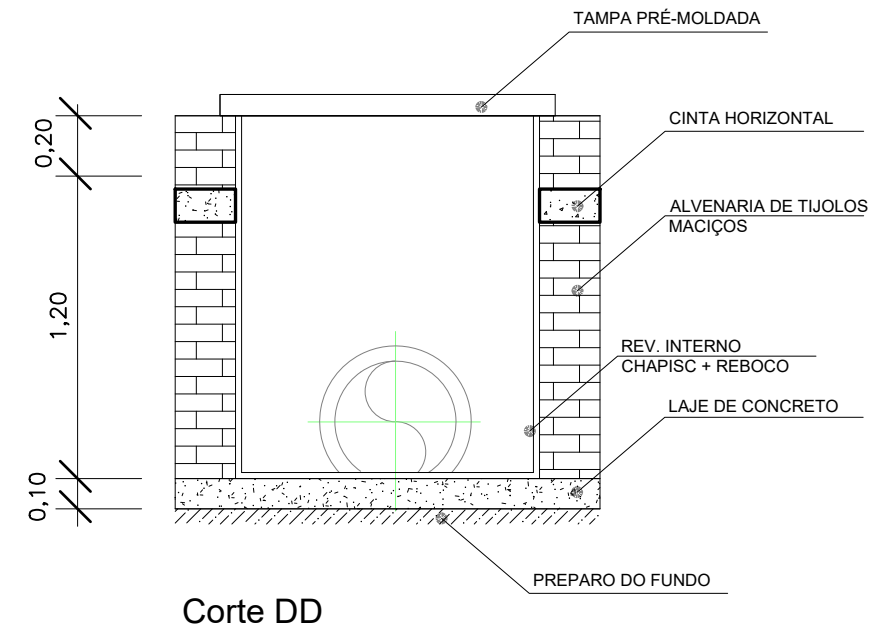 TAMPA PRÉ-MOLDADA
CINTA HORIZONTAL
ALVENARIA DE TIJOLOS
MACIÇOS
REV. INTERNO
CHAPISC + REBOCO
LAJE DE CONCRETO
PREPARO DO FUNDO
0,20
1,20
0,10
Corte DD